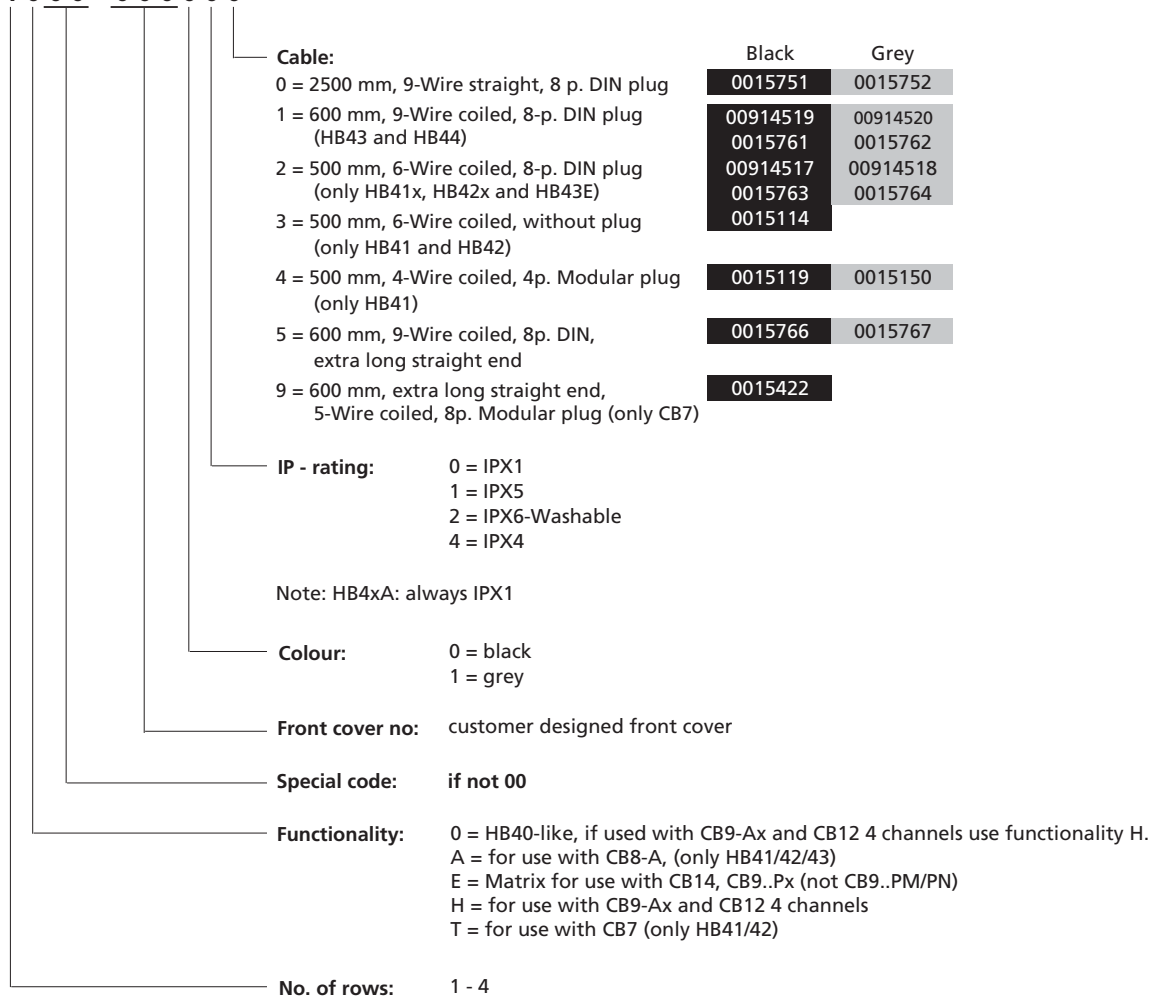 Black Grey
Cable:
0 = 2500 mm, 9-Wire straight, 8 p. DIN plug 0015751 0015752
1 = 600 mm, 9-Wire coiled, 8-p. DIN plug 00914519 00914520
(HB43 and HB44) 0015761 0015762
2 = 500 mm, 6-Wire coiled, 8-p. DIN plug 00914517 00914518
(only HB41x, HB42x and HB43E) 0015763 0015764
3 = 500 mm, 6-Wire coiled, without plug 0015114
(only HB41 and HB42)
4 = 500 mm, 4-Wire coiled, 4p. Modular plug 0015119 0015150
(only HB41)
5 = 600 mm, 9-Wire coiled, 8p. DIN, 0015766 0015767
extra long straight end
9 = 600 mm, extra long straight end, 0015422
5-Wire coiled, 8p. Modular plug (only CB7)
IP - rating: 0 = IPX1
1 = IPX5
2 = IPX6-Washable
4 = IPX4
Note: HB4xA: always IPX1
Colour: 0 = black
1 = grey
Front cover no: customer designed front cover
Special code: if not 00
Functionality: 0 = HB40-like, if used with CB9-Ax and CB12 4 channels use functionality H.
A = for use with CB8-A, (only HB41/42/43)
E = Matrix for use with CB14, CB9..Px (not CB9..PM/PN)
H = for use with CB9-Ax and CB12 4 channels
T = for use with CB7 (only HB41/42)
No. of rows: 1 - 4